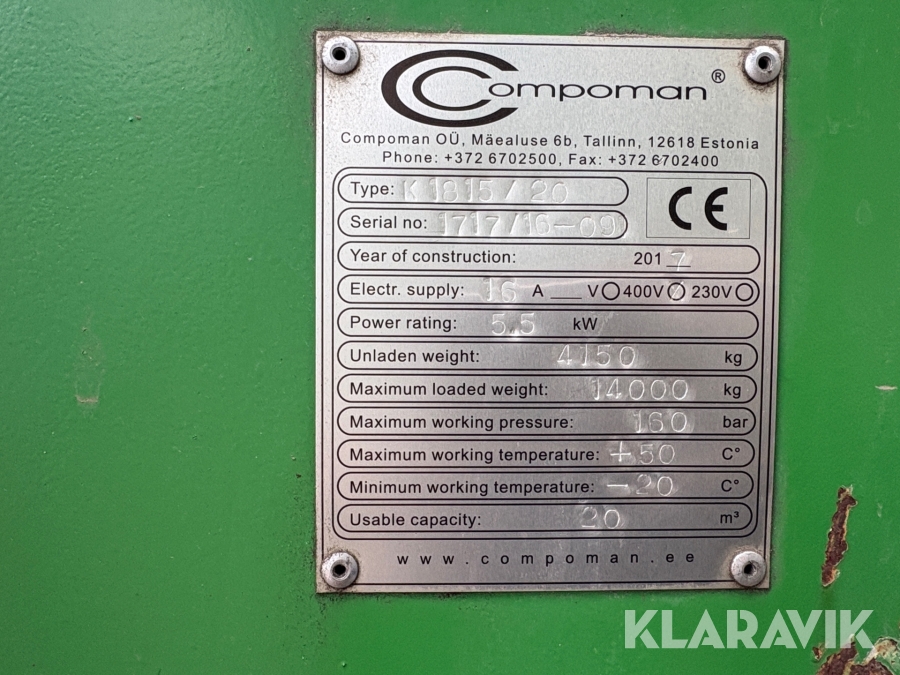 Compoman®
Compoman OÜ, Mäealuse 6b, Tallinn, 12618 Estonia
Phone: +372 6702500, Fax: +372 6702400
Type: K 1815/20
CE
Serial no: 1717/16-09
Year of construction: 2017
Electr. supply: 16 A ___ V 400V 230V
Power rating: 5,5 kW
Unladen weight: 4150 kg
Maximum loaded weight: 14000 kg
Maximum working pressure: 160 bar
Maximum working temperature: +50 C°
Minimum working temperature: -20 C°
Usable capacity: 20 m³
www.compoman.ee
KLARAVIK